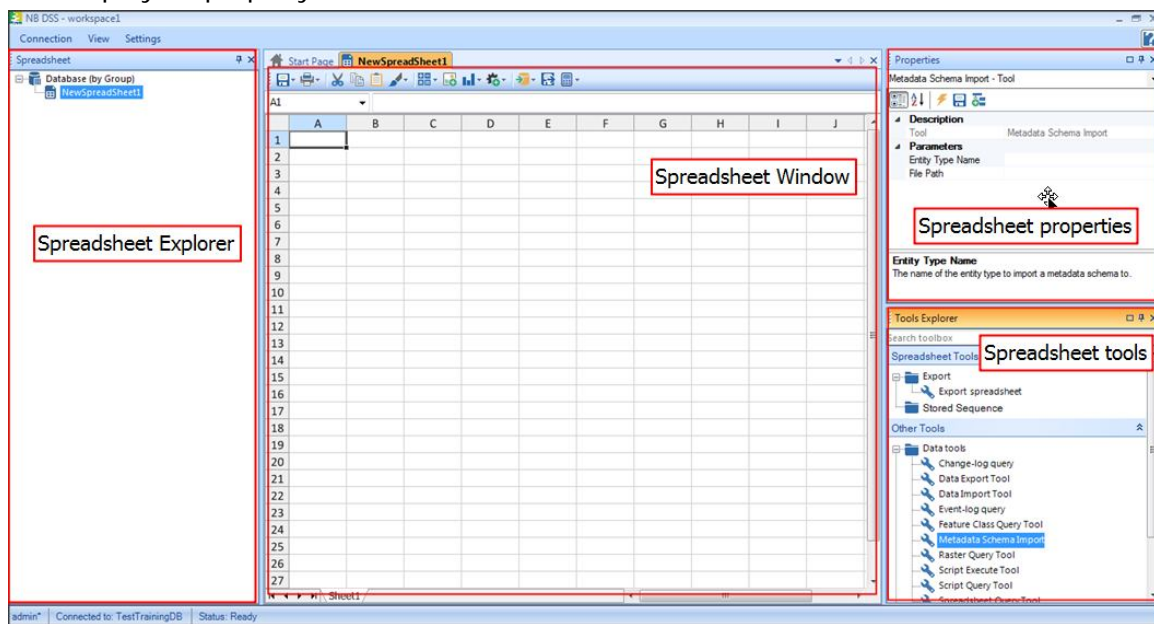 NB DSS - workspace1
Connection View Settings
Spreadsheet
Database (by Group)
NewSpreadSheet1
Spreadsheet Explorer
Start Page NewSpreadSheet1
A1
A B C D E F G H I J
1
2
3
4
5
6
7
8
9
10
11
12
13
14
15
16
17
18
19
20
21
22
23
24
25
26
27
Spreadsheet Window
Sheet1
Properties
Metadata Schema Import - Tool
Description
Tool Metadata Schema Import
Parameters
Entity Type Name
File Path
Spreadsheet properties
Entity Type Name
The name of the entity type to import a metadata schema to.
Tools Explorer
Search toolbox
Spreadsheet Tools
Spreadsheet tools
Export
Export spreadsheet
Stored Sequence
Other Tools
Data tools
Change-log query
Data Export Tool
Data Import Tool
Event-log query
Feature Class Query Tool
Metadata Schema Import
Raster Query Tool
Script Execute Tool
Script Query Tool
Spreadsheet Query Tool
admin* Connected to: TestTrainingDB Status: Ready